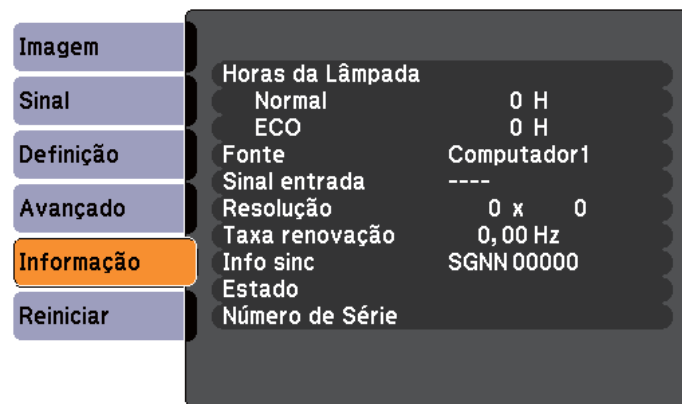 Imagem
Sinal
Definição
Avançado
Informação
Reiniciar
Horas da Lâmpada
Normal 0 H
ECO 0 H
Fonte Computador1
Sinal entrada ----
Resolução 0 x 0
Taxa renovação 0,00 Hz
Info sinc SGNN 00000
Estado
Número de Série